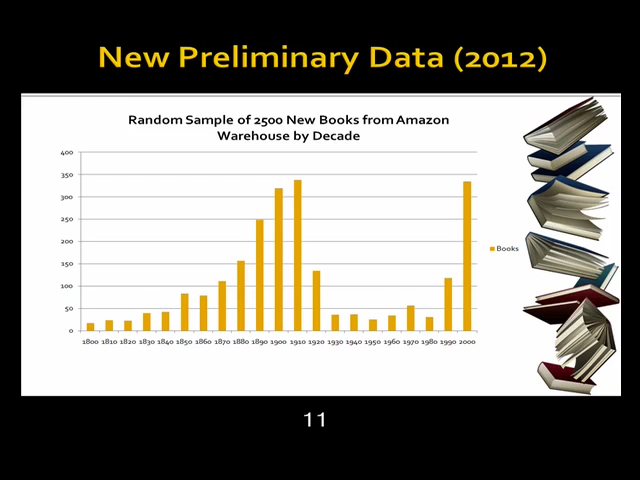 New Preliminary Data (2012)
Random Sample of 2500 New Books from Amazon
Warehouse by Decade
400
350
300
250
200
150
100
50
0
1800 1810 1820 1830 1840 1850 1860 1870 1880 1890 1900 1910 1920 1930 1940 1950 1960 1970 1980 1990 2000
Books
11